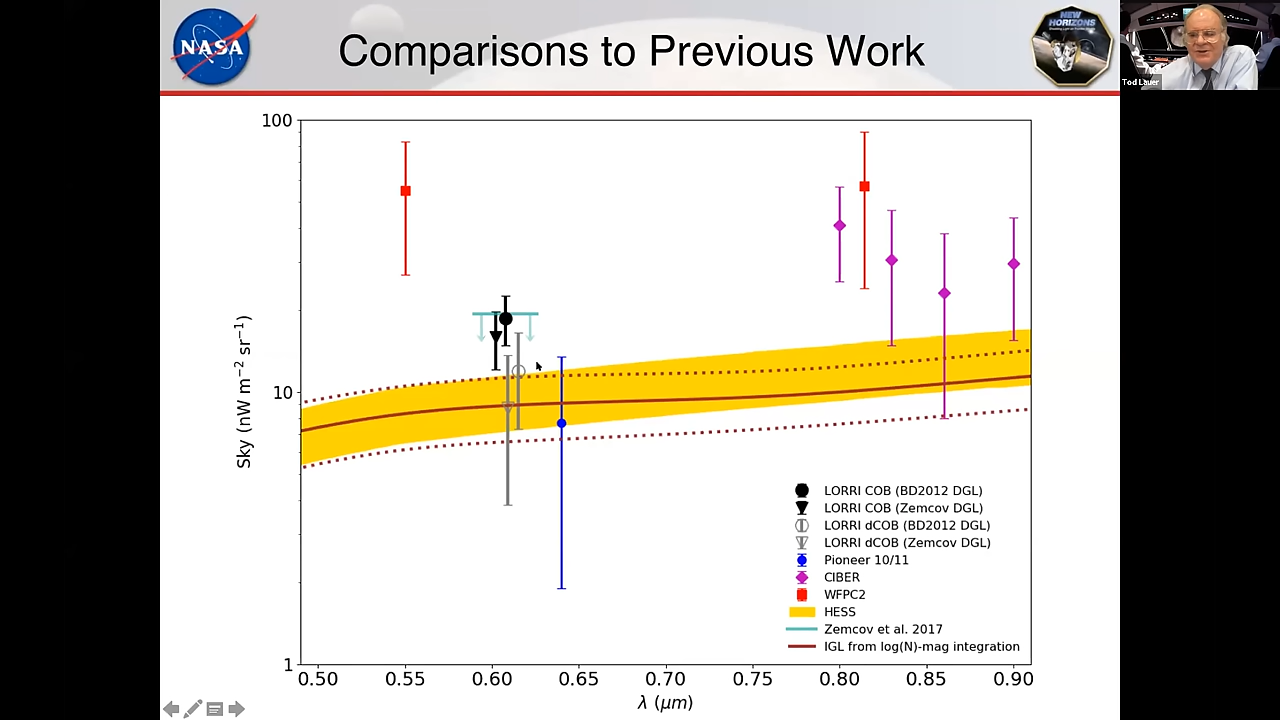 NASA
Comparisons to Previous Work
NEW
HORIZONS
Tod Lauer
100
10
1
Sky (nW m⁻² sr⁻¹)
0.50 0.55 0.60 0.65 0.70 0.75 0.80 0.85 0.90
λ (μm)
LORRI COB (BD2012 DGL)
LORRI COB (Zemcov DGL)
LORRI dCOB (BD2012 DGL)
LORRI dCOB (Zemcov DGL)
Pioneer 10/11
CIBER
WFPC2
HESS
Zemcov et al. 2017
IGL from log(N)-mag integration